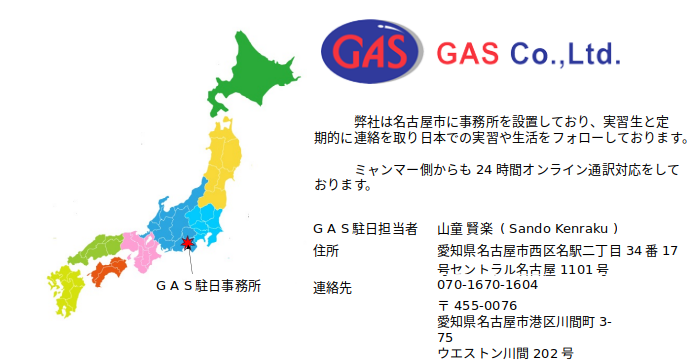 GAS
GAS Co.,Ltd.
弊社は名古屋市に事務所を設置しており、実習生と定
期的に連絡を取り日本での実習や生活をフォローしております。
ミャンマー側からも 24 時間オンライン通訳対応をして
おります。
ＧＡＳ駐日担当者 山童 賢楽 ( Sando Kenraku )
住所 愛知県名古屋市西区名駅二丁目 34 番 17
号セントラル名古屋 1101 号
連絡先 070-1670-1604
〒 455-0076
愛知県名古屋市港区川間町 3-
75
ウエストン川間 202 号
ＧＡＳ駐日事務所